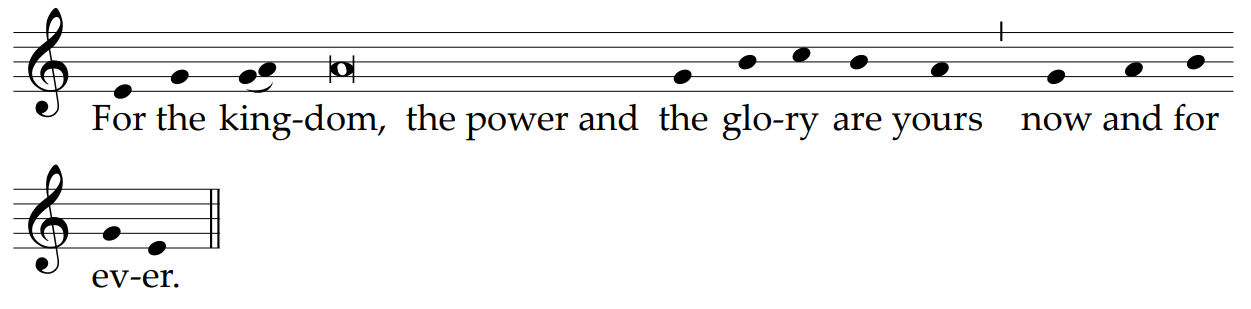 For the king-dom, the power and the glo-ry are yours now and for
ev-er.